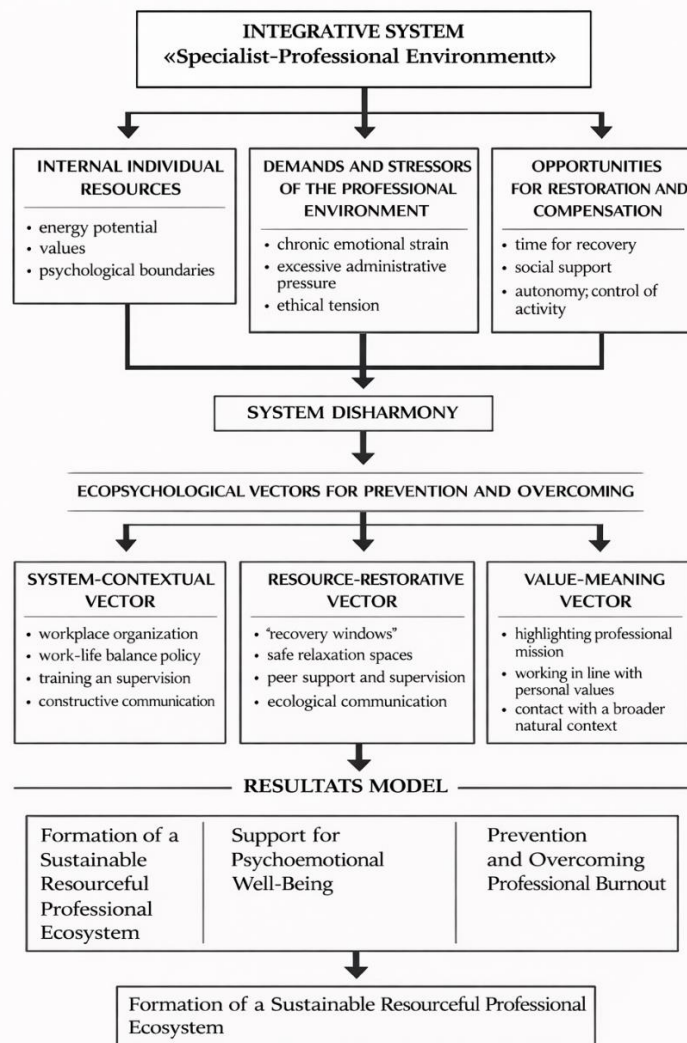 INTEGRATIVE SYSTEM
«Specialist-Professional Environment»
INTERNAL INDIVIDUAL
RESOURCES
• energy potential
• values
• psychological boundaries
DEMANDS AND STRESSORS
OF THE PROFESSIONAL
ENVIRONMENT
• chronic emotional strain
• excessive administrative
pressure
• ethical tension
OPPORTUNITIES
FOR RESTORATION AND
COMPENSATION
• time for recovery
• social support
• autonomy; control of
activity
SYSTEM DISHARMONY
ECOPSYCHOLOGICAL VECTORS FOR PREVENTION AND OVERCOMING
SYSTEM-CONTEXTUAL
VECTOR
• workplace organization
• work-life balance policy
• training an supervision
• constructive communication
RESOURCE-RESTORATIVE
VECTOR
• "recovery windows"
• safe relaxation spaces
• peer support and supervision
• ecological communication
VALUE-MEANING
VECTOR
• highlighting professional
mission
• working in line with
personal values
• contact with a broader
natural context
RESULTATS MODEL
Formation of a
Sustainable
Resourceful
Professional
Ecosystem
Support for
Psychoemotional
Well-Being
Prevention
and Overcoming
Professional Burnout
Formation of a Sustainable Resourceful Professional
Ecosystem